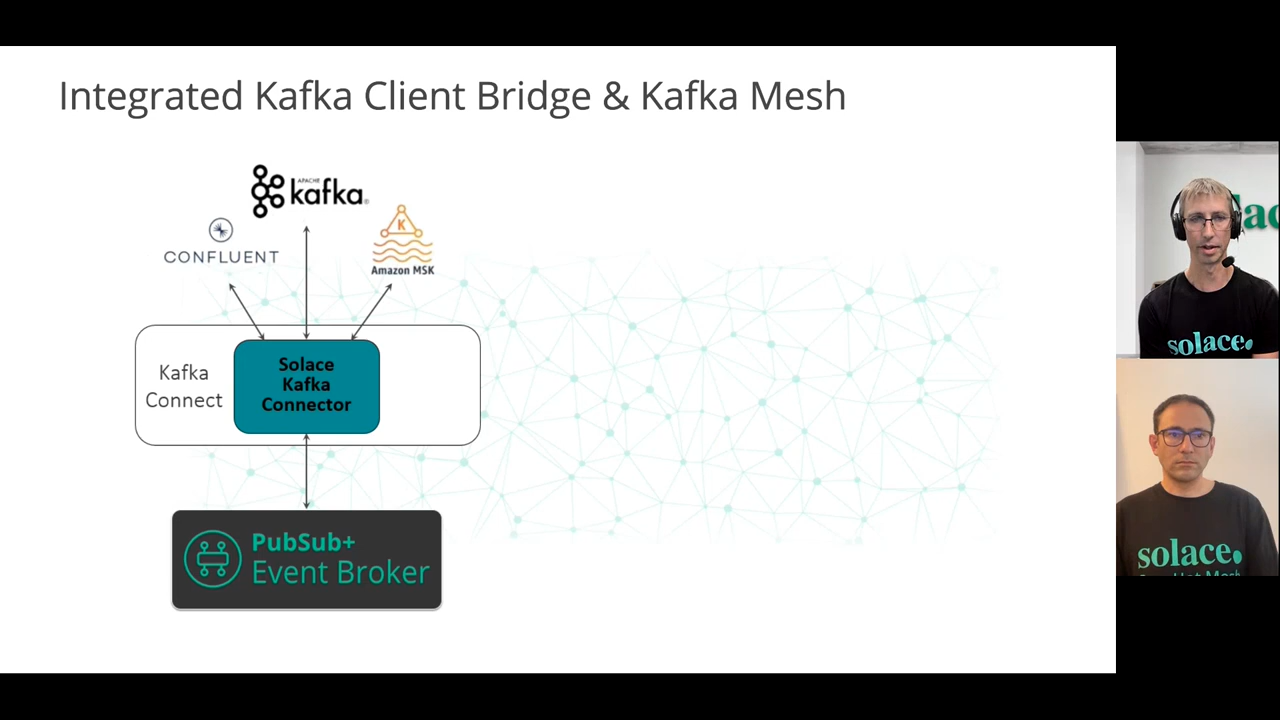 Integrated Kafka Client Bridge & Kafka Mesh
APACHE
kafka®
CONFLUENT
K
Amazon MSK
Kafka
Connect
Solace
Kafka
Connector
PubSub+
Event Broker
solace.
solace.